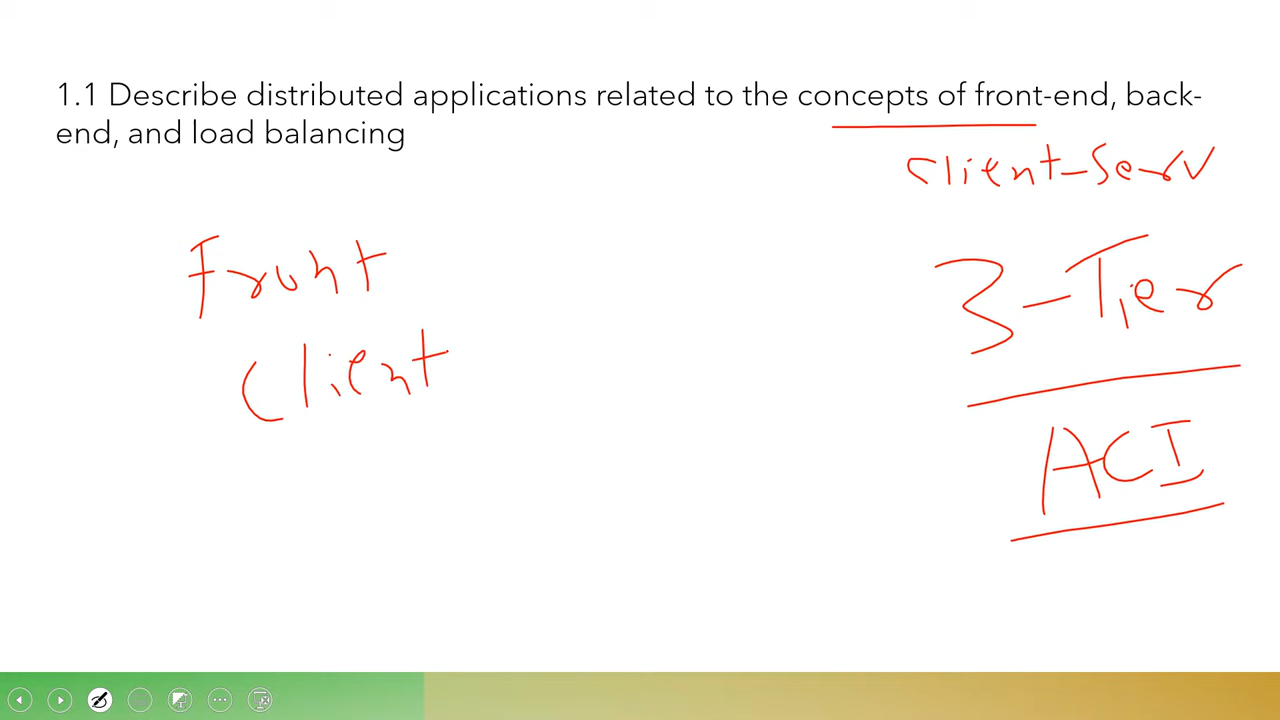 1.1 Describe distributed applications related to the concepts of front-end, back-
end, and load balancing
Client-Serv
Front
3-Tier
Client
ACI